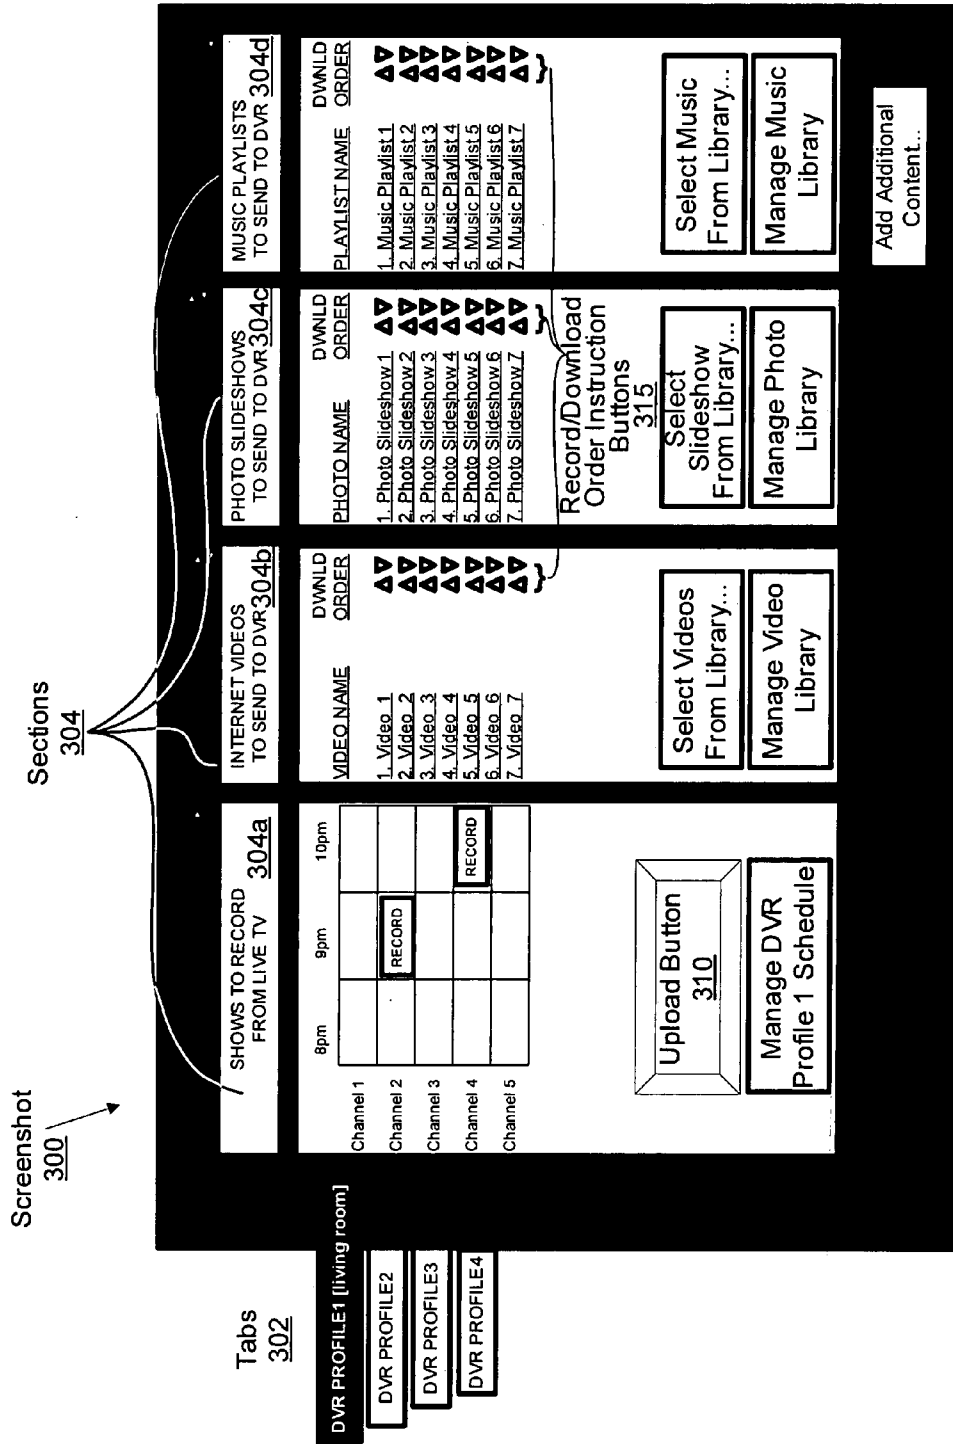 Screenshot
300
Sections
304
Tabs
302
DVR PROFILE1 [living room]
DVR PROFILE2
DVR PROFILE3
DVR PROFILE4
SHOWS TO RECORD
FROM LIVE TV 304a
8pm 9pm 10pm
Channel 1
Channel 2 RECORD
Channel 3
Channel 4 RECORD
Channel 5
Upload Button
310
Manage DVR
Profile 1 Schedule
INTERNET VIDEOS
TO SEND TO DVR 304b
DWNLD
VIDEO NAME ORDER
1. Video 1
2. Video 2
3. Video 3
4. Video 4
5. Video 5
6. Video 6
7. Video 7
Select Videos
From Library...
Manage Video
Library
PHOTO SLIDESHOWS
TO SEND TO DVR 304c
DWNLD
PHOTO NAME ORDER
1. Photo Slideshow 1
2. Photo Slideshow 2
3. Photo Slideshow 3
4. Photo Slideshow 4
5. Photo Slideshow 5
6. Photo Slideshow 6
7. Photo Slideshow 7
Record/Download
Order Instruction
Buttons
315
Select
Slideshow
From Library...
Manage Photo
Library
MUSIC PLAYLISTS
TO SEND TO DVR 304d
DWNLD
PLAYLIST NAME ORDER
1. Music Playlist 1
2. Music Playlist 2
3. Music Playlist 3
4. Music Playlist 4
5. Music Playlist 5
6. Music Playlist 6
7. Music Playlist 7
Select Music
From Library...
Manage Music
Library
Add Additional
Content...